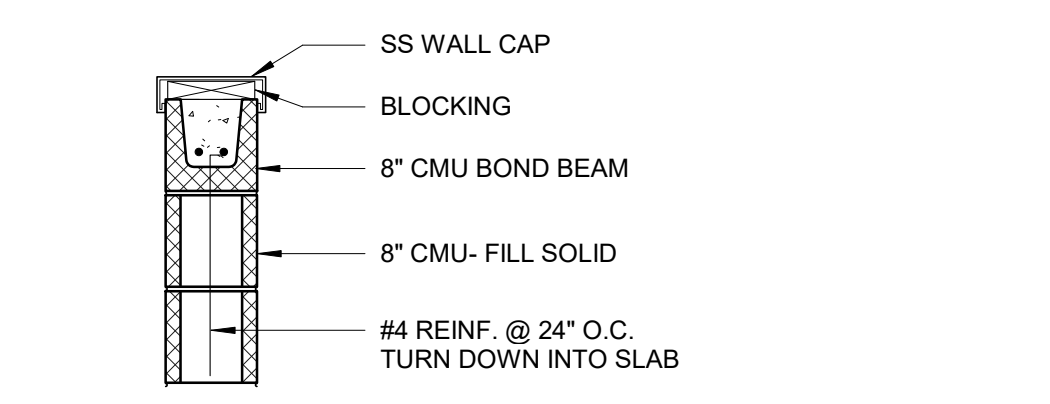 SS WALL CAP
BLOCKING
8" CMU BOND BEAM
8" CMU- FILL SOLID
#4 REINF. @ 24" O.C.
TURN DOWN INTO SLAB